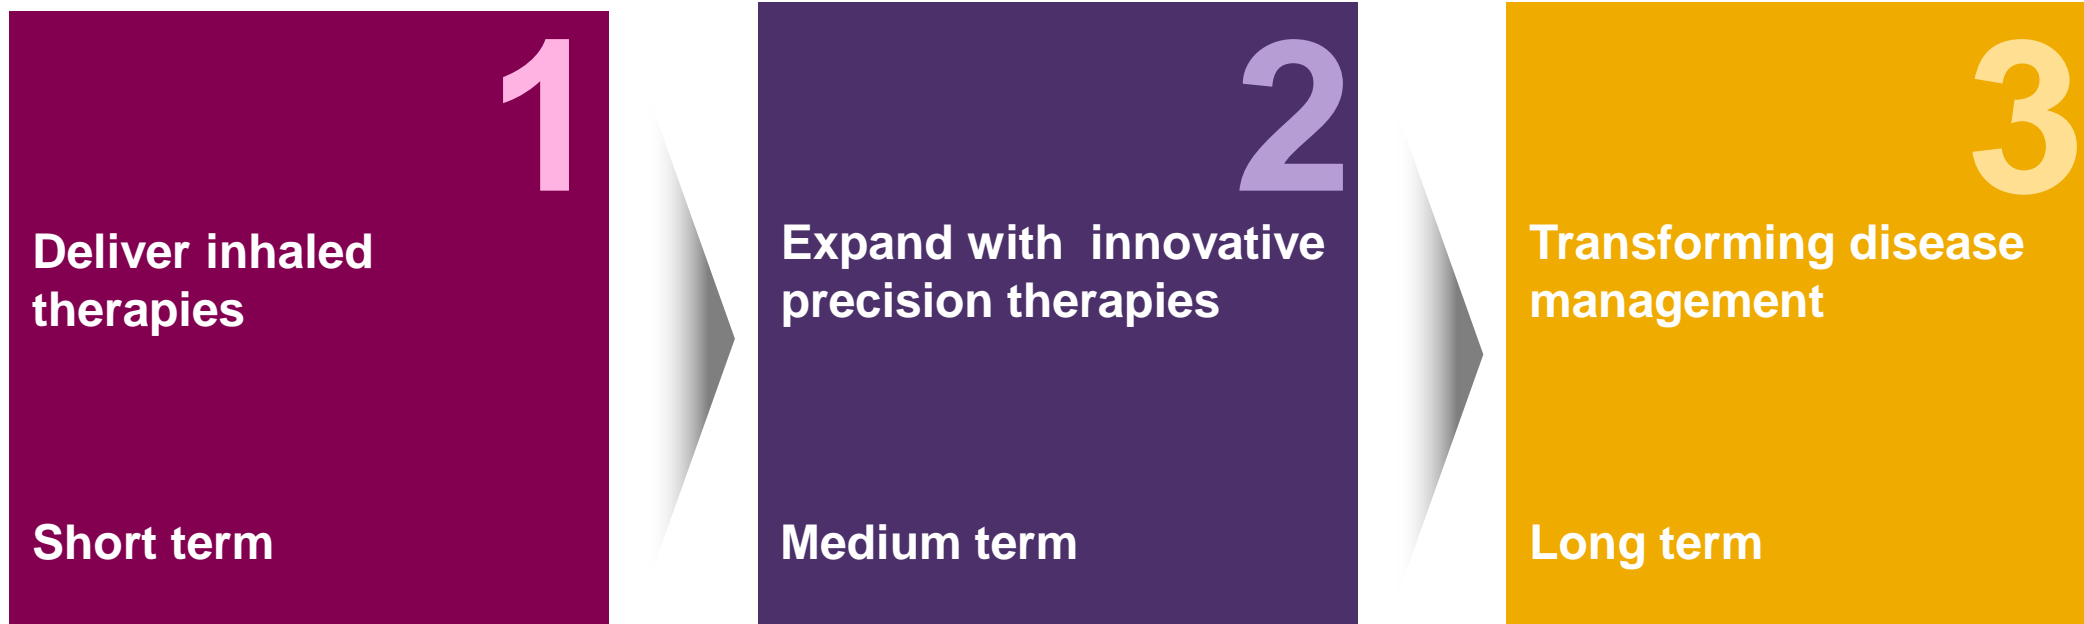 1
Deliver inhaled
therapies
Short term
2
Expand with  innovative
precision therapies
Medium term
3
Transforming disease
management
Long term